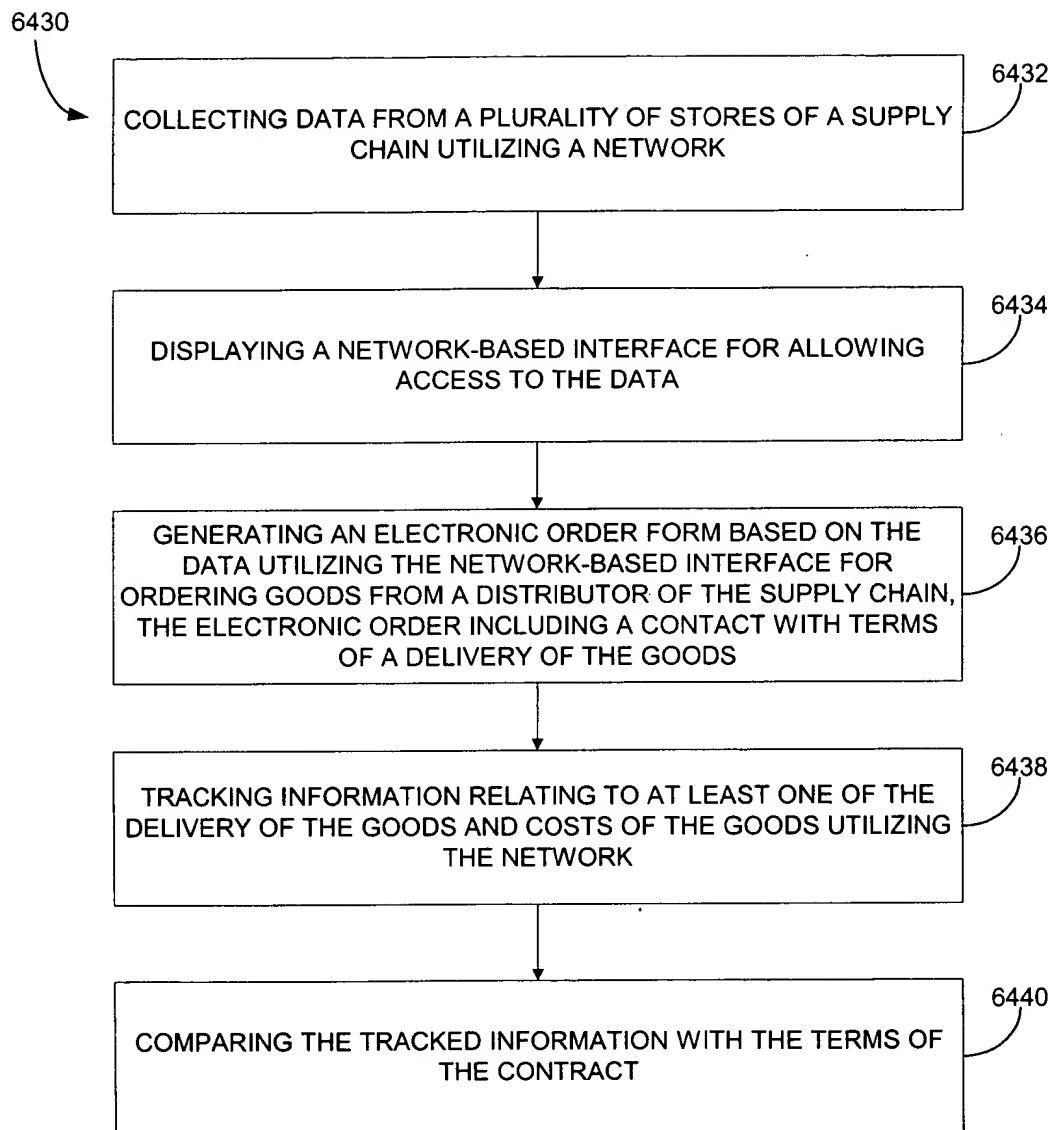 6430
6432
COLLECTING DATA FROM A PLURALITY OF STORES OF A SUPPLY
CHAIN UTILIZING A NETWORK
6434
DISPLAYING A NETWORK-BASED INTERFACE FOR ALLOWING
ACCESS TO THE DATA
6436
GENERATING AN ELECTRONIC ORDER FORM BASED ON THE
DATA UTILIZING THE NETWORK-BASED INTERFACE FOR
ORDERING GOODS FROM A DISTRIBUTOR OF THE SUPPLY CHAIN,
THE ELECTRONIC ORDER INCLUDING A CONTACT WITH TERMS
OF A DELIVERY OF THE GOODS
6438
TRACKING INFORMATION RELATING TO AT LEAST ONE OF THE
DELIVERY OF THE GOODS AND COSTS OF THE GOODS UTILIZING
THE NETWORK
6440
COMPARING THE TRACKED INFORMATION WITH THE TERMS OF
THE CONTRACT